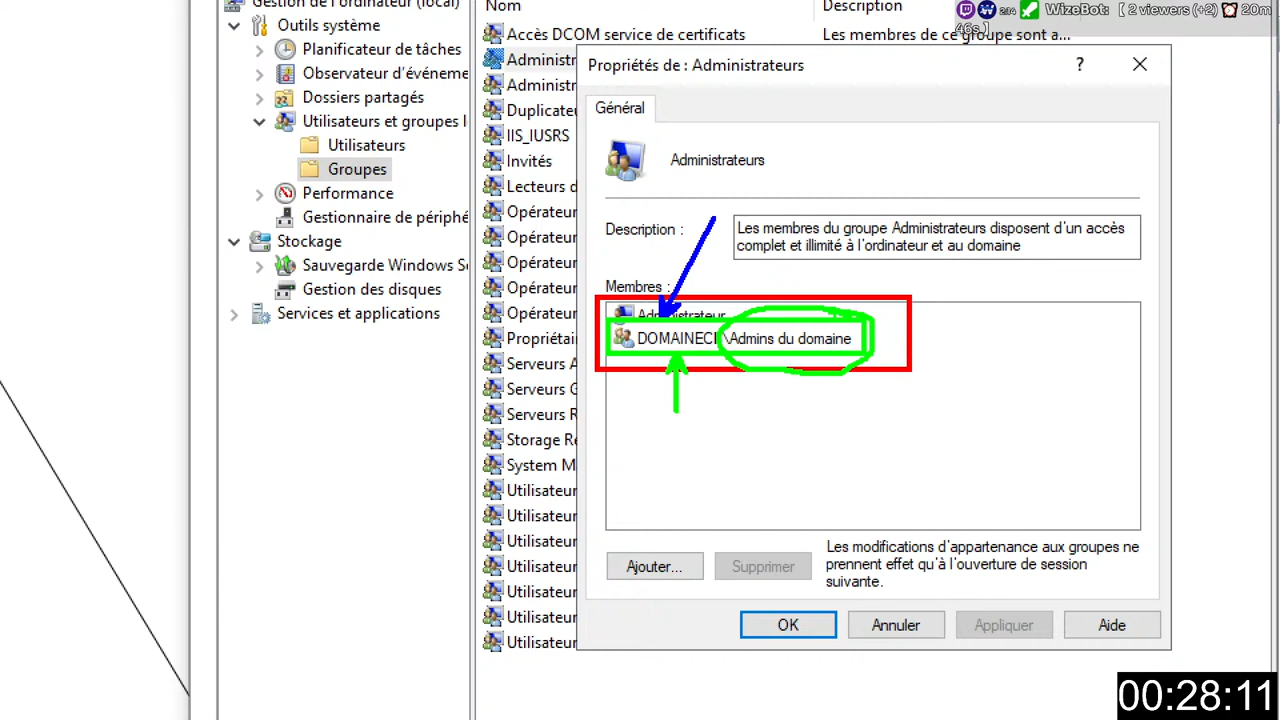 Gestion de l'ordinateur (local)
Outils système
Planificateur de tâches
Observateur d'événeme
Dossiers partagés
Utilisateurs et groupes l
Utilisateurs
Groupes
Performance
Gestionnaire de périphé
Stockage
Sauvegarde Windows Se
Gestion des disques
Services et applications
Nom
Description
Accès DCOM service de certificats
Les membres de ce groupe sont a...
Administr
Administr
Duplicate
IIS_IUSRS
Invités
Lecteurs d
Opérateur
Opérateur
Opérateur
Opérateur
Opérateur
Propriétai
Serveurs A
Serveurs G
Serveurs R
Storage Re
System M
Utilisateur
Utilisateur
Utilisateur
Utilisateur
Utilisateur
Utilisateur
Utilisateur
WizeBot: [ 2 viewers (+2) 20m
46s ]
Propriétés de : Administrateurs
?
Général
Administrateurs
Description :
Les membres du groupe Administrateurs disposent d'un accès
complet et illimité à l'ordinateur et au domaine
Membres :
Administrateur
\Admins du domaine
Ajouter...
Supprimer
Les modifications d'appartenance aux groupes ne
prennent effet qu'à l'ouverture de session
suivante.
OK
Annuler
Appliquer
Aide
00:28:11